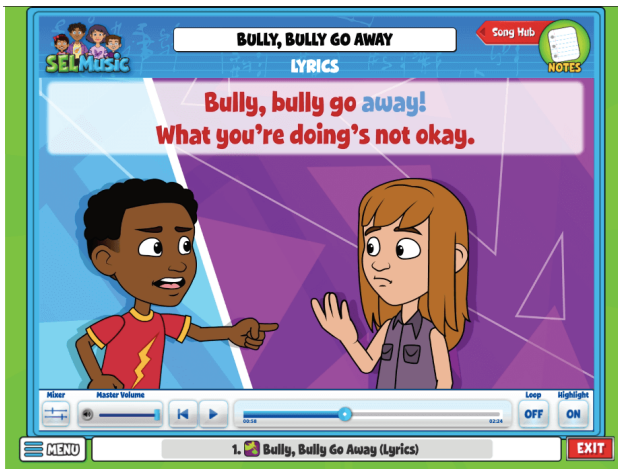 SELMusic
BULLY, BULLY GO AWAY
Song Hub
NOTES
LYRICS
Bully, bully go away!
What you're doing's not okay.
Mixer
Master Volume
Loop
Highlight
00:58
02:24
OFF
ON
MENU
1. Bully, Bully Go Away (Lyrics)
EXIT